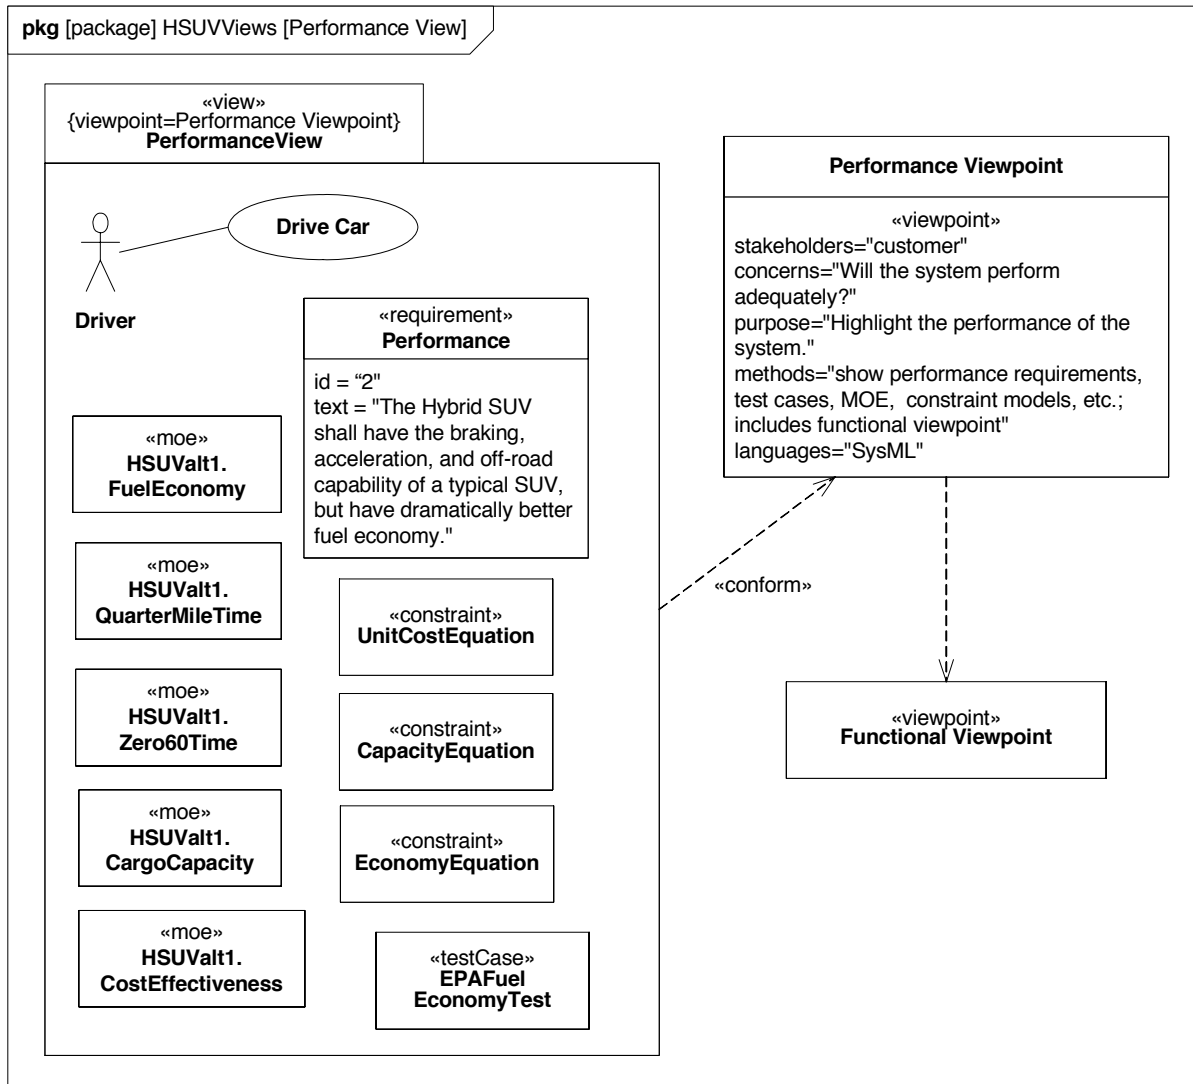 pkg [package] HSUVViews [Performance View]
«view»
{viewpoint=Performance Viewpoint}
PerformanceView
Drive Car
Driver
«requirement»
Performance
id = “2"
text = "The Hybrid SUV
shall have the braking,
acceleration, and off-road
capability of a typical SUV,
but have dramatically better
fuel economy."
«moe»
HSUValt1.
FuelEconomy
«moe»
HSUValt1.
QuarterMileTime
«moe»
HSUValt1.
Zero60Time
«moe»
HSUValt1.
CargoCapacity
«moe»
HSUValt1.
CostEffectiveness
«constraint»
UnitCostEquation
«constraint»
CapacityEquation
«constraint»
EconomyEquation
«testCase»
EPAFuel
EconomyTest
Performance Viewpoint
«viewpoint»
stakeholders="customer"
concerns="Will the system perform
adequately?"
purpose="Highlight the performance of the
system."
methods="show performance requirements,
test cases, MOE,  constraint models, etc.;
includes functional viewpoint"
languages="SysML"
«conform»
«viewpoint»
Functional Viewpoint